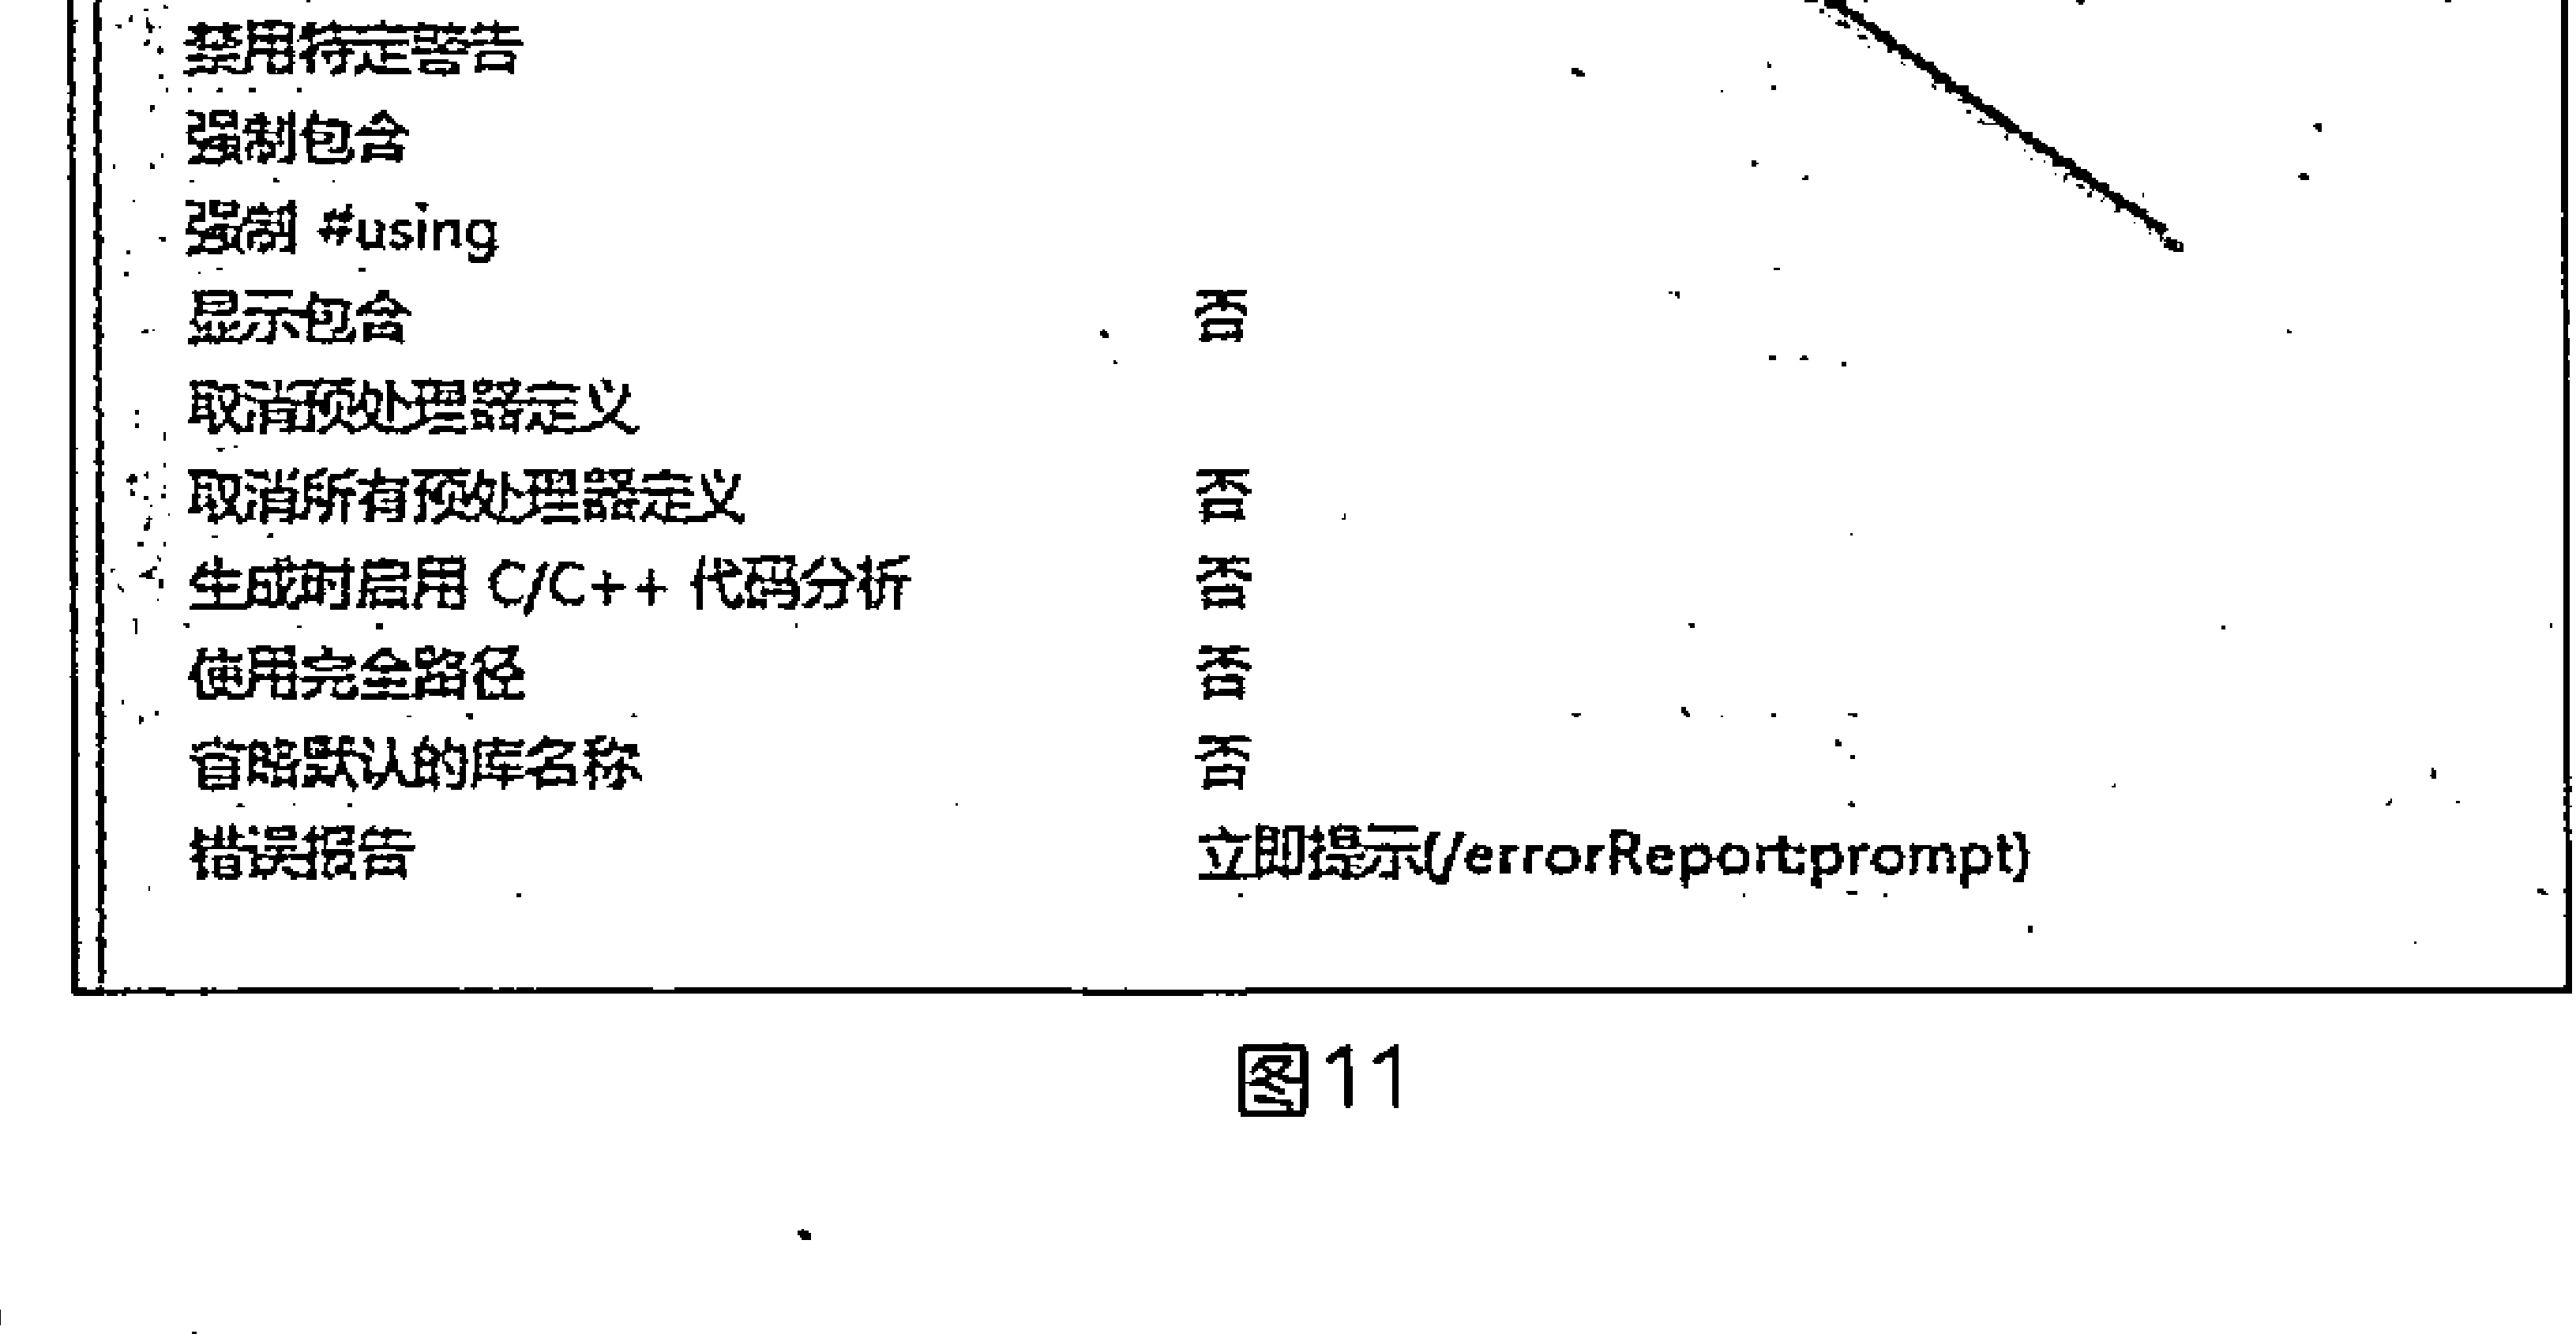 禁用特定警告
强制包含
强制 #using
显示包含 否
取消预处理器定义
取消所有预处理器定义 否
生成时启用 C/C++ 代码分析 否
使用完全路径 否
省略默认的库名称 否
错误报告 立即提示(/errorReport:prompt)
图11